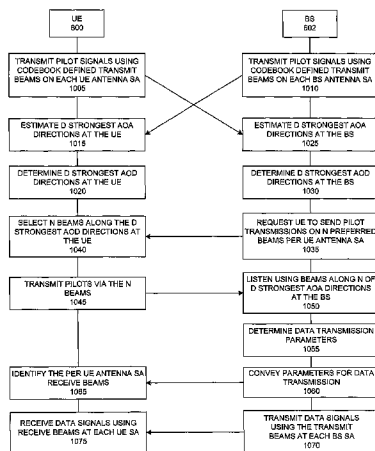 UE
600
BS
602
TRANSMIT PILOT SIGNALS USING
CODEBOOK DEFINED TRANSMIT
BEAMS ON EACH UE ANTENNA SA
1005
TRANSMIT PILOT SIGNALS USING
CODEBOOK DEFINED TRANSMIT
BEAMS ON EACH BS ANTENNA SA
1010
ESTIMATE D STRONGEST AOA
DIRECTIONS AT THE UE
1015
ESTIMATE D STRONGEST AOA
DIRECTIONS AT THE BS
1025
DETERMINE D STRONGEST AOD
DIRECTIONS AT THE UE
1020
DETERMINE D STRONGEST AOD
DIRECTIONS AT THE BS
1030
SELECT N BEAMS ALONG THE D
STRONGEST AOD DIRECTIONS AT
THE UE
1040
REQUEST UE TO SEND PILOT
TRANSMISSIONS ON N PREFERRED
BEAMS PER UE ANTENNA SA
1035
TRANSMIT PILOTS VIA THE N
BEAMS
1045
LISTEN USING BEAMS ALONG N OF
D STRONGEST AOA DIRECTIONS
AT THE BS
1050
DETERMINE DATA TRANSMISSION
PARAMETERS
1055
IDENTIFY THE PER UE ANTENNA SA
RECEIVE BEAMS
1065
CONVEY PARAMETERS FOR DATA
TRANSMISSION
1060
RECEIVE DATA SIGNALS USING
RECEIVE BEAMS AT EACH UE SA
1075
TRANSMIT DATA SIGNALS
USING THE TRANSMIT
BEAMS AT EACH BS SA
1070